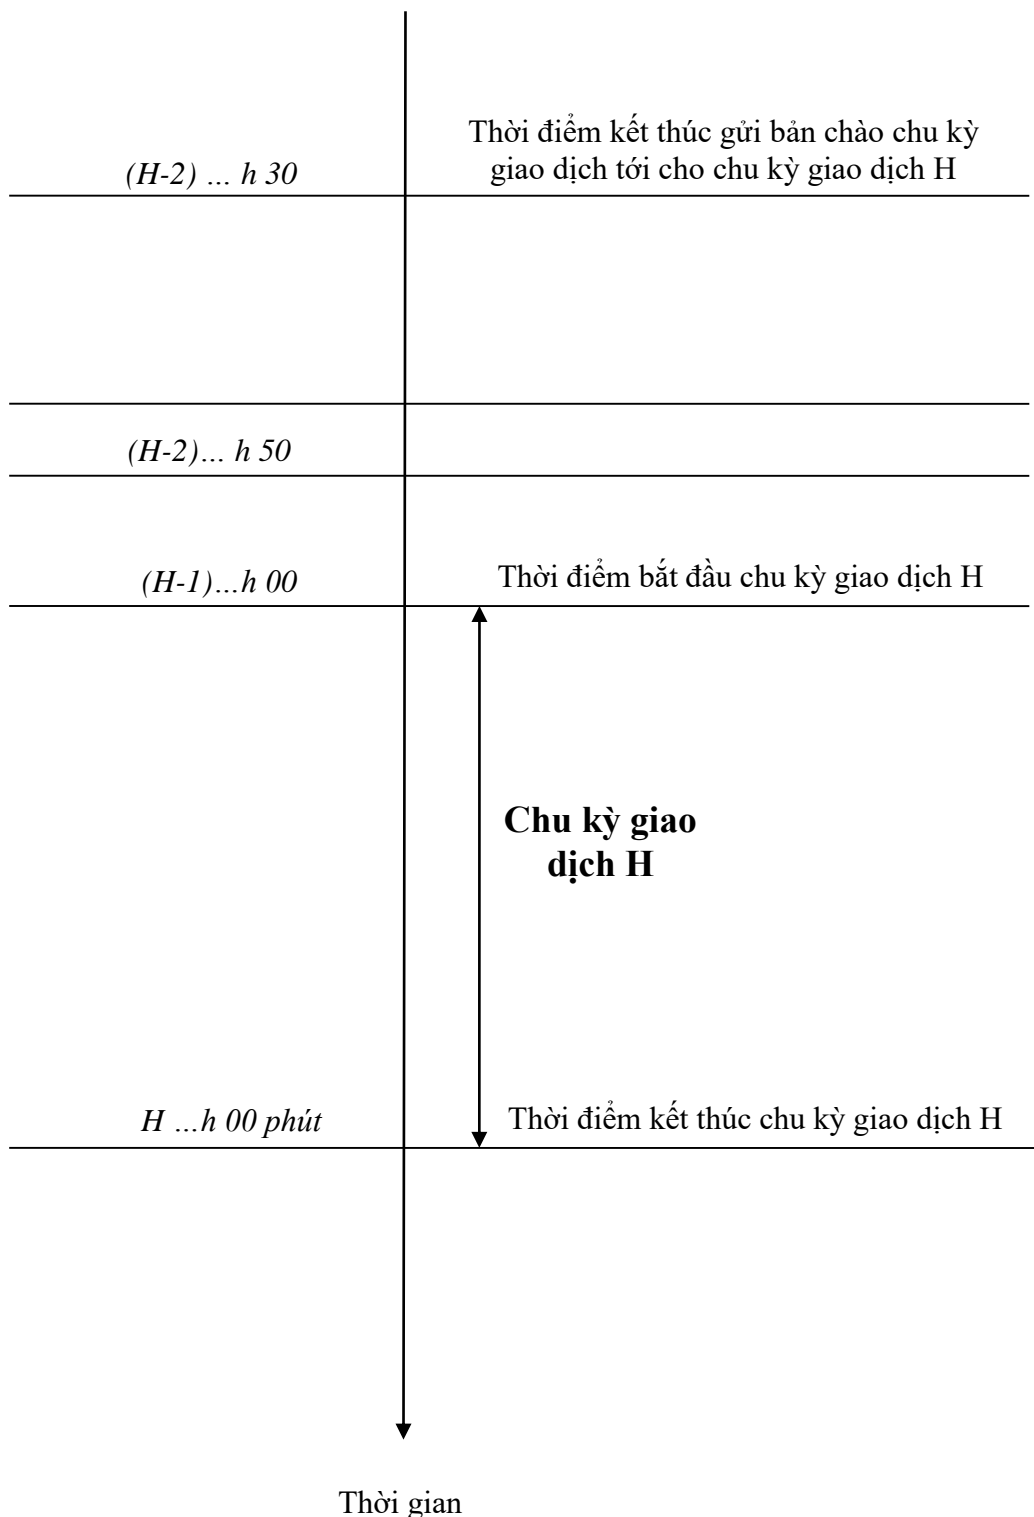 Thời điểm kết thúc gửi bản chào chu kỳ
(H-2) ... h 30
giao dịch tới cho chu kỳ giao dịch H
(H-2)... h 50
(H-1)...h 00
Thời điểm bắt đầu chu kỳ giao dịch H
Chu kỳ giao
dịch H
H ...h 00 phút
Thời điểm kết thúc chu kỳ giao dịch H
Thời gian